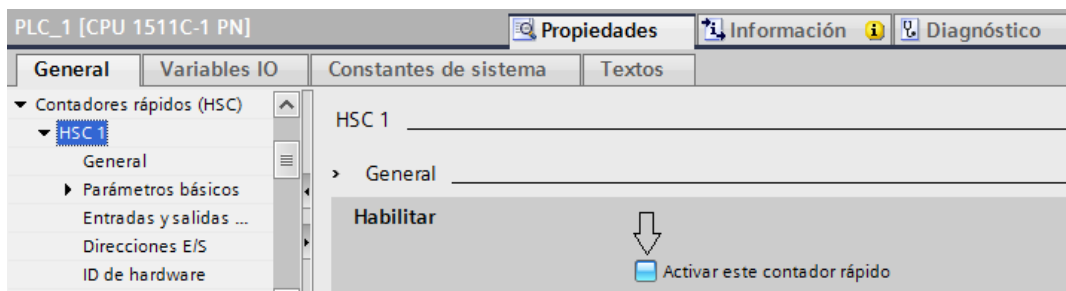 PLC_1 [CPU 1511C-1 PN]
Propiedades
Información
Diagnóstico
General
Variables IO
Constantes de sistema
Textos
Contadores rápidos (HSC)
HSC 1
General
Parámetros básicos
Entradas y salidas ...
Direcciones E/S
ID de hardware
HSC 1
General
Habilitar
Activar este contador rápido